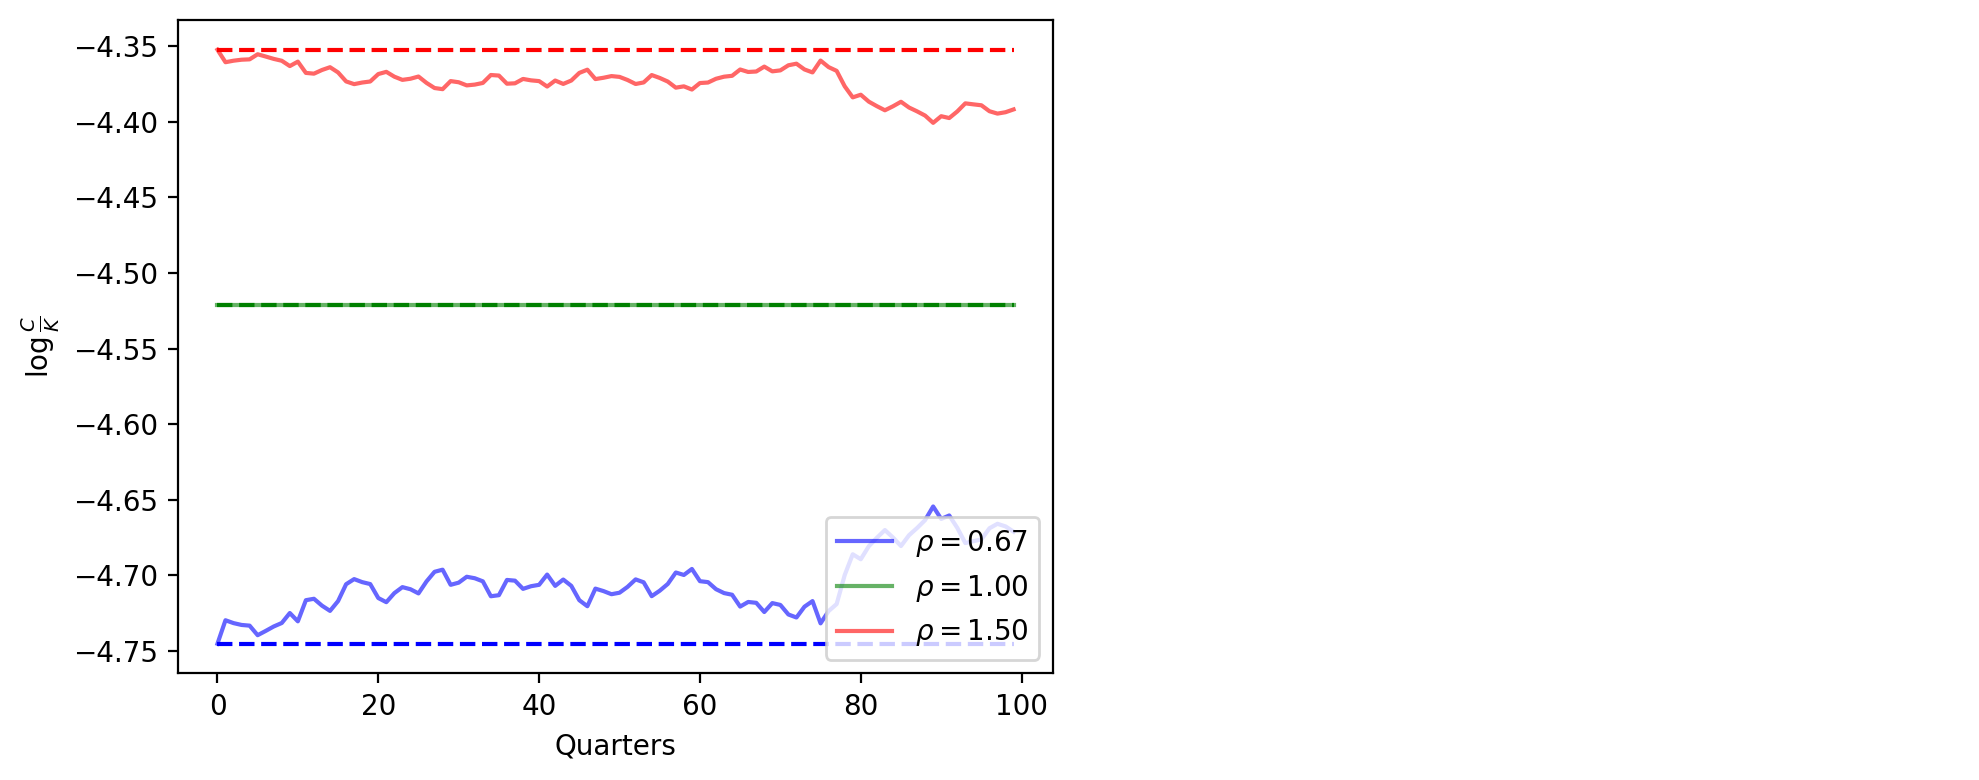 −4.35
−4.40
−4.45
−4.50
−4.55
−4.60
−4.65
−4.70
−4.75
log C/K
0 20 40 60 80 100
Quarters
ρ = 0.67
ρ = 1.00
ρ = 1.50